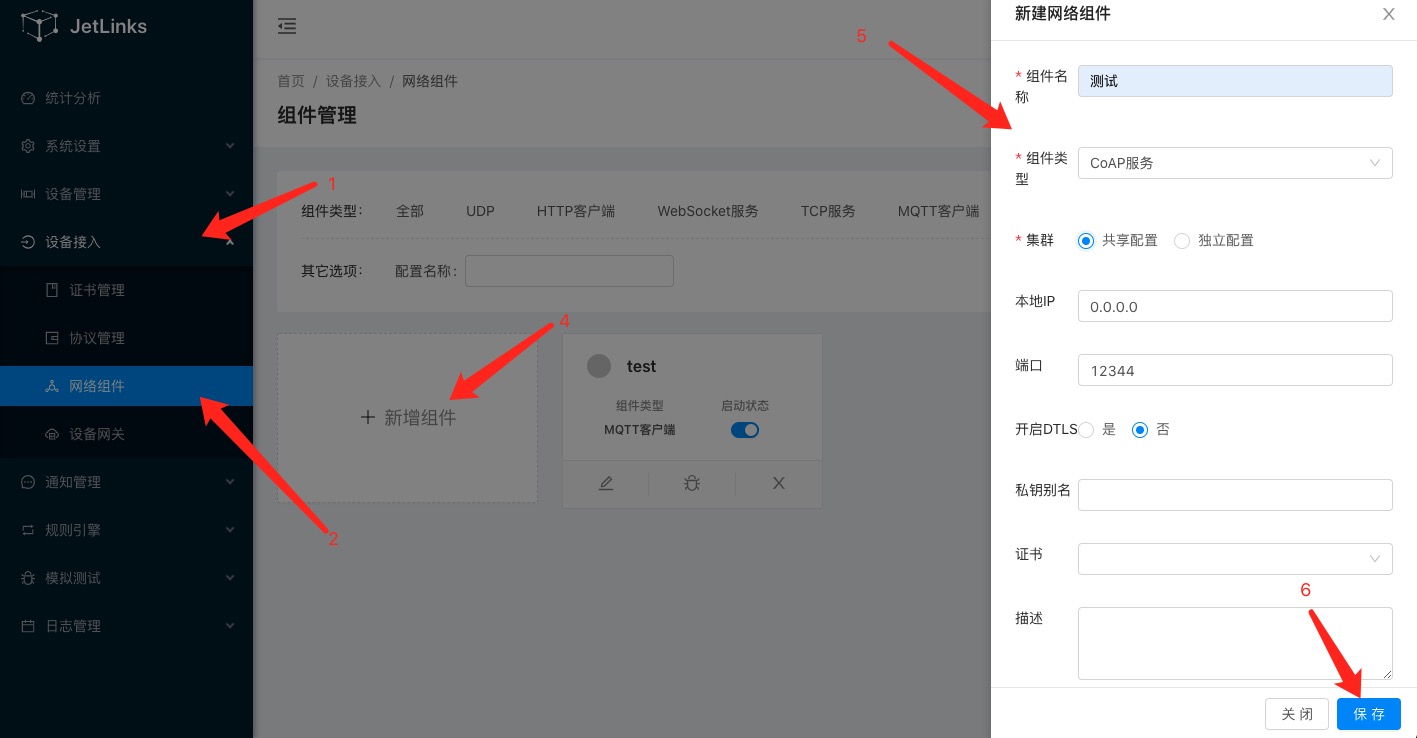 JetLinks
统计分析
系统设置
设备管理
设备接入
证书管理
协议管理
网络组件
设备网关
通知管理
规则引擎
模拟测试
日志管理
1
2
首页 / 设备接入 / 网络组件
组件管理
组件类型: 全部 UDP HTTP客户端 WebSocket服务 TCP服务 MQTT客户端
其它选项: 配置名称:
4
+ 新增组件
test
组件类型 启动状态
MQTT客户端
5
新建网络组件
* 组件名
称
测试
* 组件类
型
CoAP服务
* 集群 共享配置 独立配置
本地IP 0.0.0.0
端口 12344
开启DTLS 是 否
私钥别名
证书
6
描述
关 闭 保 存